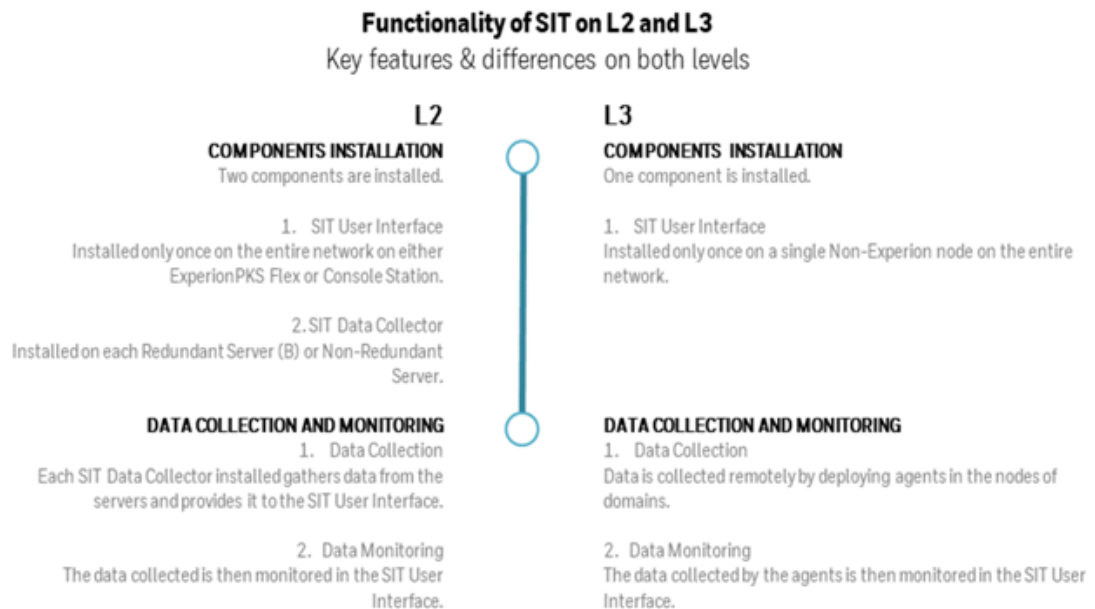 Functionality of SIT on L2 and L3
Key features & differences on both levels
L2
COMPONENTS INSTALLATION
Two components are installed.
1. SIT User Interface
Installed only once on the entire network on either
ExperionPKS Flex or Console Station.
2. SIT Data Collector
Installed on each Redundant Server (B) or Non-Redundant
Server.
DATA COLLECTION AND MONITORING
1. Data Collection
Each SIT Data Collector installed gathers data from the
servers and provides it to the SIT User Interface.
2. Data Monitoring
The data collected is then monitored in the SIT User
Interface.
L3
COMPONENTS INSTALLATION
One component is installed.
1. SIT User Interface
Installed only once on a single Non-Experion node on the entire
network.
DATA COLLECTION AND MONITORING
1. Data Collection
Data is collected remotely by deploying agents in the nodes of
domains.
2. Data Monitoring
The data collected by the agents is then monitored in the SIT User
Interface.